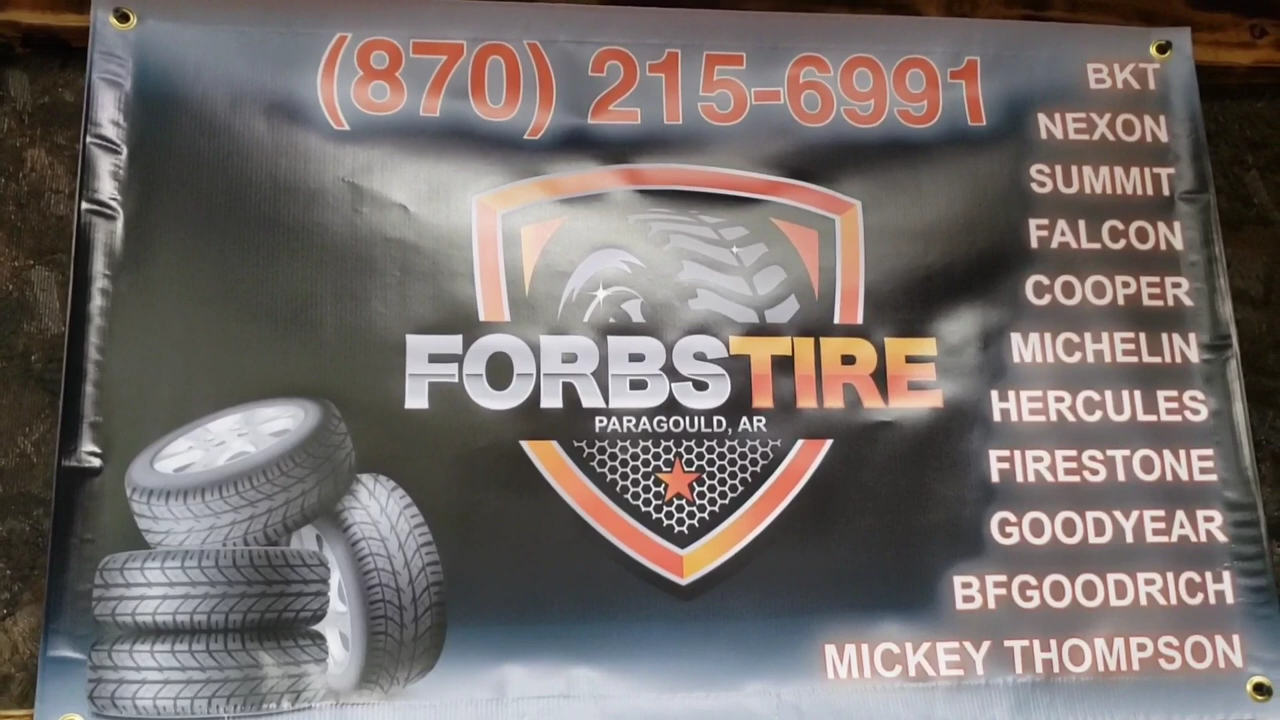 (870) 215-6991
FORBSTIRE
PARAGOULD, AR
BKT
NEXON
SUMMIT
FALCON
COOPER
MICHELIN
HERCULES
FIRESTONE
GOODYEAR
BFGOODRICH
MICKEY THOMPSON